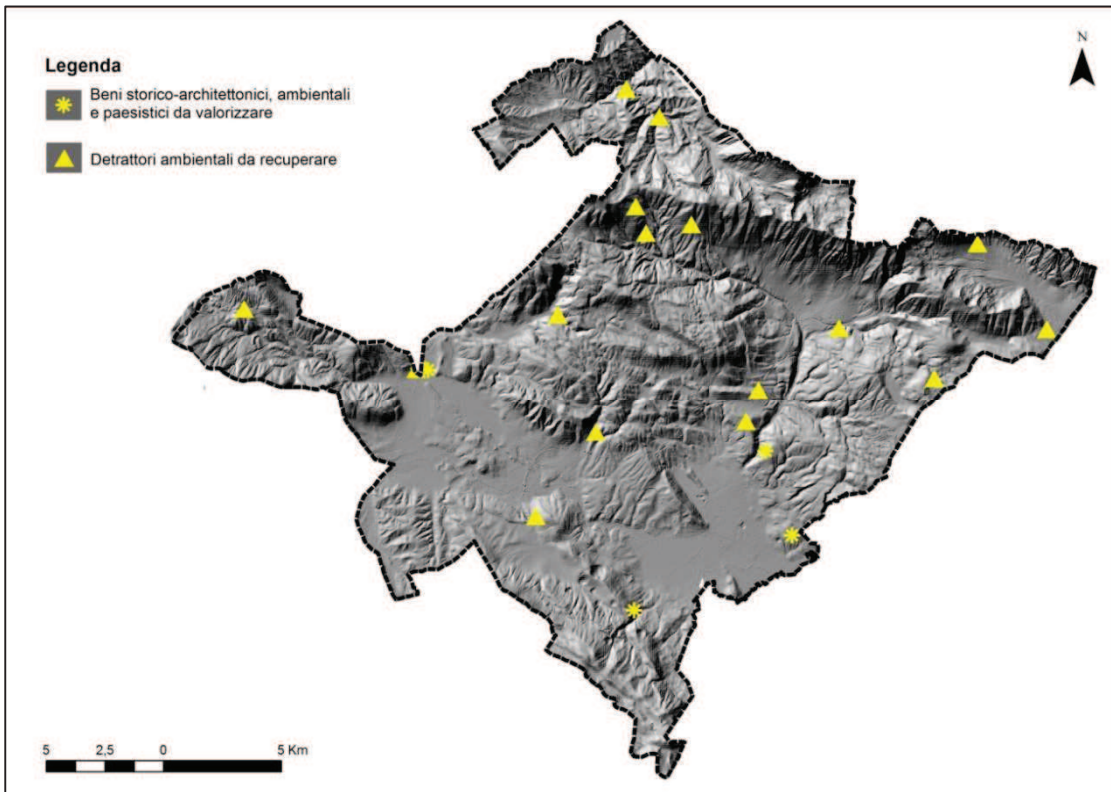 N
Legenda
Beni storico-architettonici, ambientali
e paesistici da valorizzare
Detrattori ambientali da recuperare
5 2,5 0 5 Km